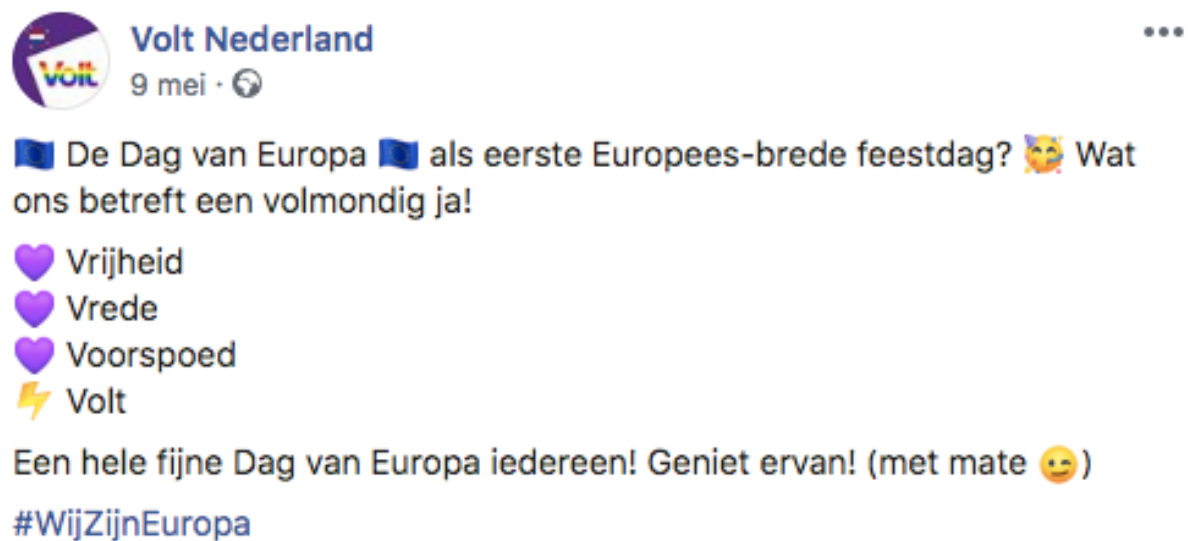 Volt
Volt Nederland
9 mei ·
🇪🇺 De Dag van Europa 🇪🇺 als eerste Europees-brede feestdag? 🥳 Wat
ons betreft een volmondig ja!
💜 Vrijheid
💜 Vrede
💜 Voorspoed
⚡ Volt
Een hele fijne Dag van Europa iedereen! Geniet ervan! (met mate 😉)
#WijZijnEuropa